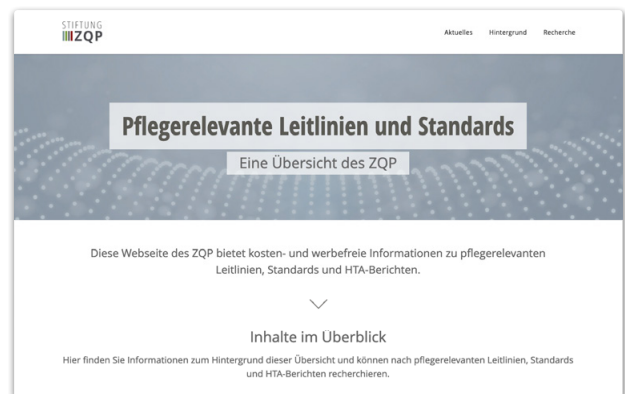 STIFTUNG
ZQP
Aktuelles Hintergrund Recherche
Pflegerelevante Leitlinien und Standards
Eine Übersicht des ZQP
Diese Webseite des ZQP bietet kosten- und werbefreie Informationen zu pflegerelevanten
Leitlinien, Standards und HTA-Berichten.
Inhalte im Überblick
Hier finden Sie Informationen zum Hintergrund dieser Übersicht und können nach pflegerelevanten Leitlinien, Standards
und HTA-Berichten recherchieren.